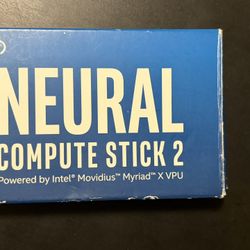 NEURAL
COMPUTE STICK 2
Powered by Intel® Movidius™ Myriad™ X VPU